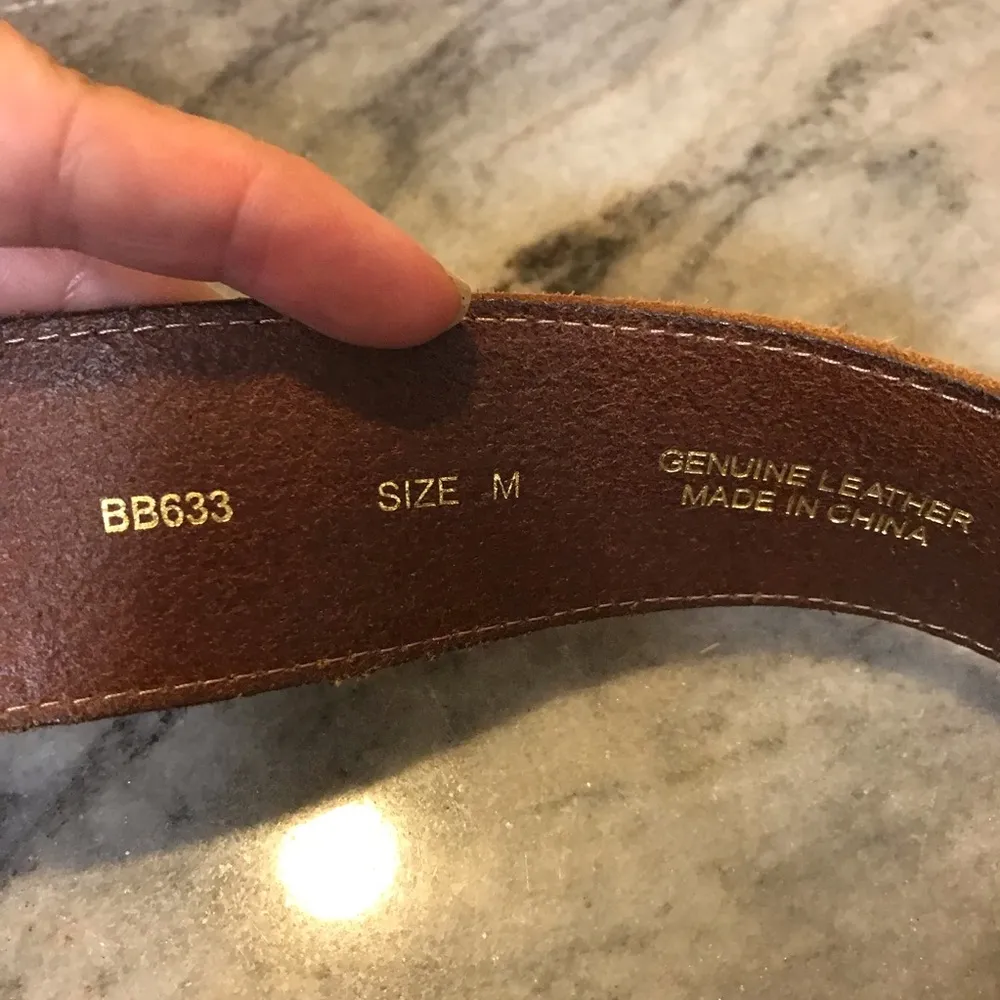 BB633
SIZE M
GENUINE LEATHER
MADE IN CHINA